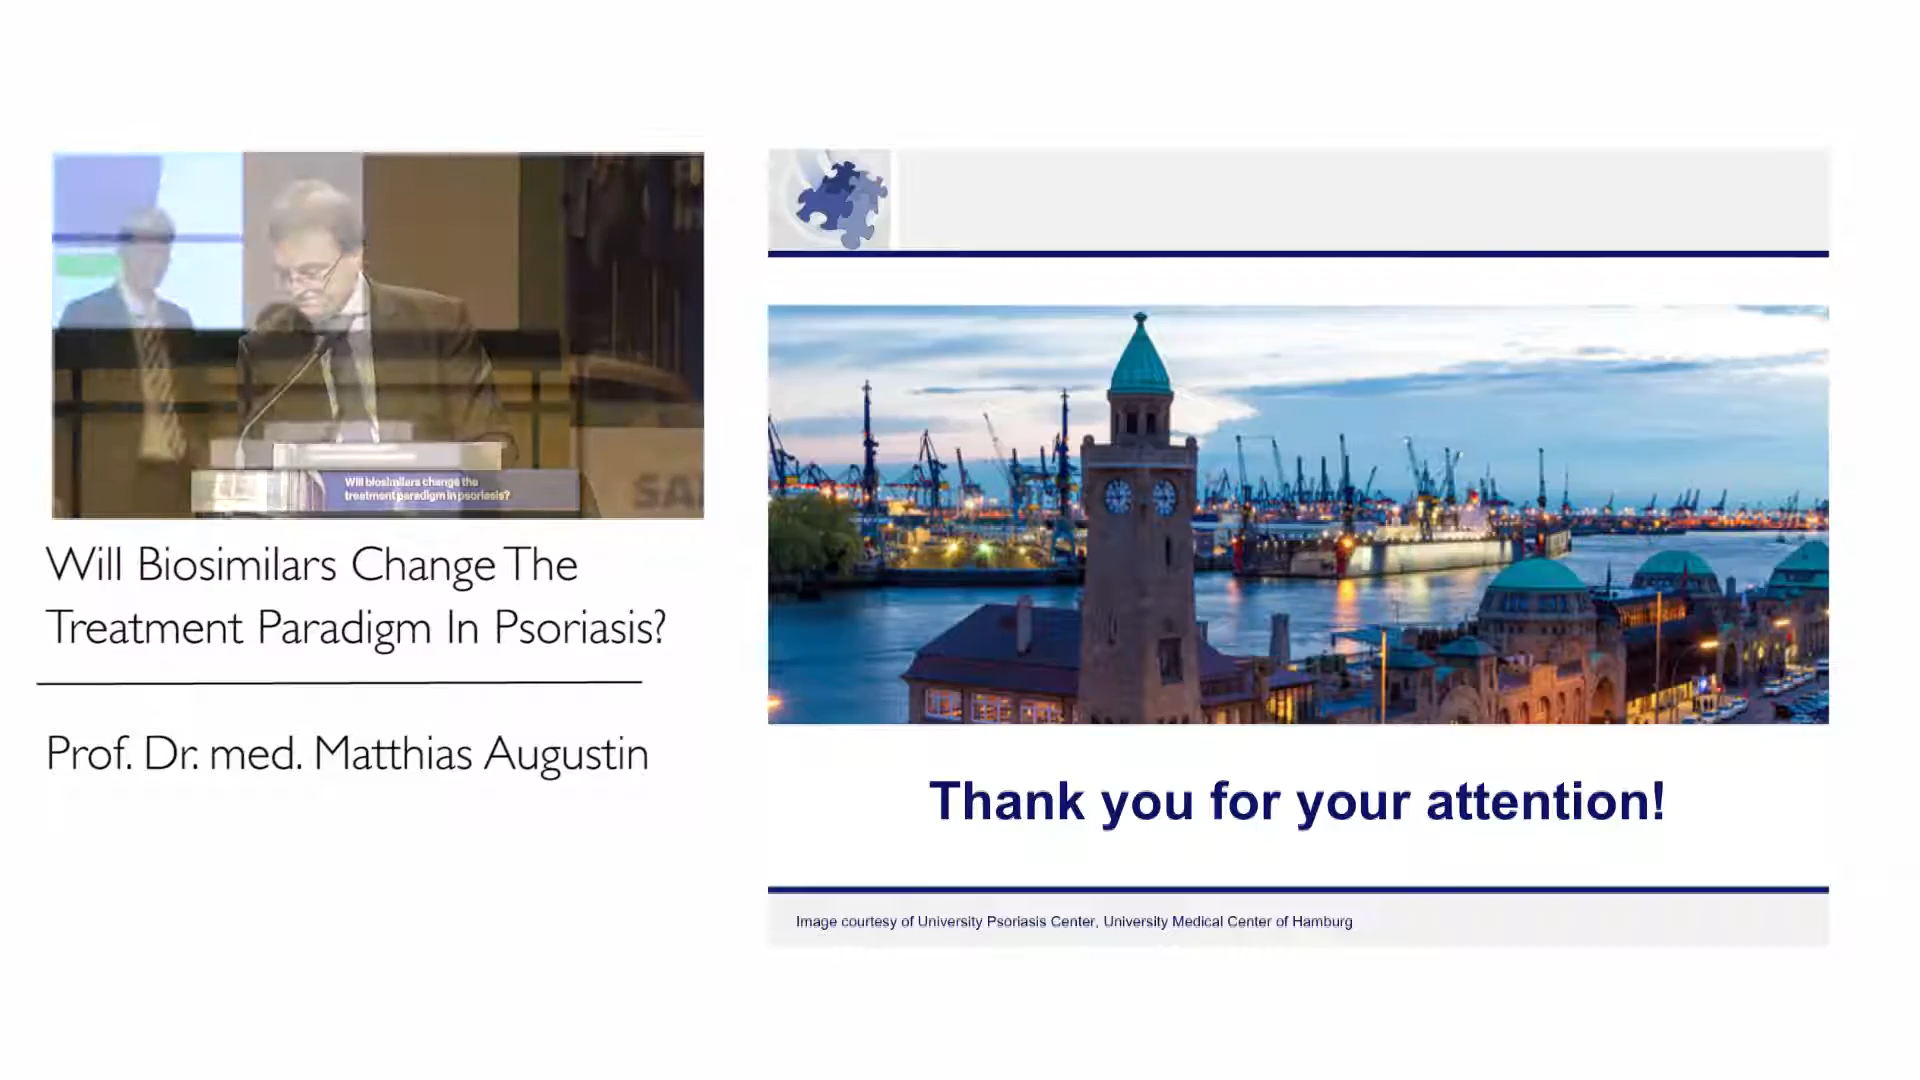 Will biosimilars change the
treatment paradigm in psoriasis?
Will Biosimilars Change The
Treatment Paradigm In Psoriasis?
Prof. Dr. med. Matthias Augustin
Thank you for your attention!
Image courtesy of University Psoriasis Center, University Medical Center of Hamburg